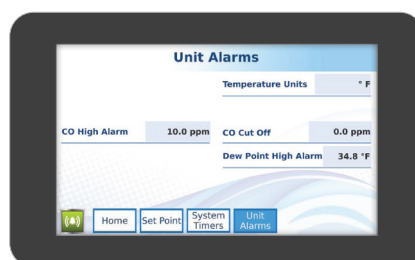 Unit Alarms
Temperature Units ° F
CO High Alarm 10.0 ppm CO Cut Off 0.0 ppm
Dew Point High Alarm 34.8 °F
Home Set Point System Timers Unit Alarms